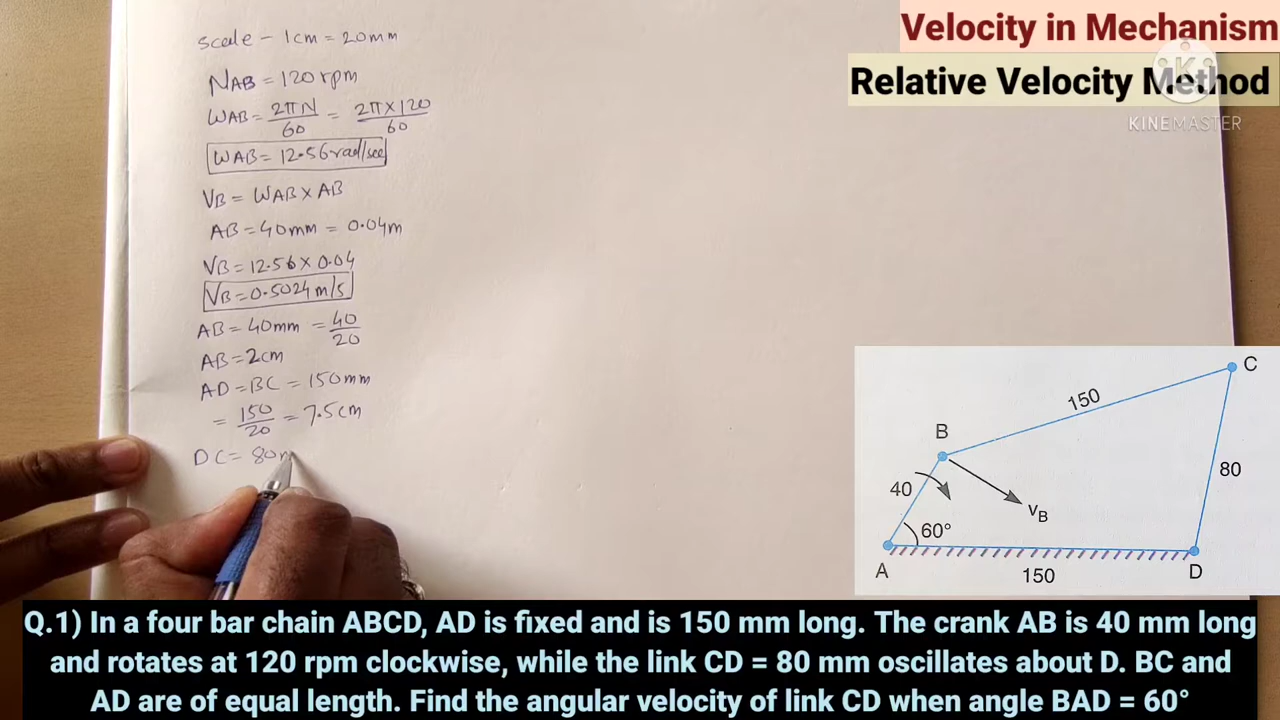 Velocity in Mechanism
Relative Velocity Method
K
KINEMASTER
Scale - 1cm = 20mm
NAB = 120 rpm
WAB = 2πN/60 = 2π×120/60
WAB = 12.56 rad/sec
VB = WAB × AB
AB = 40mm = 0.04m
VB = 12.56 × 0.04
VB = 0.5024 m/s
AB = 40mm = 40/20
AB = 2cm
AD = BC = 150mm
= 150/20 = 7.5cm
DC = 80m
C
150
B
80
40
vB
60°
A
150
D
Q.1) In a four bar chain ABCD, AD is fixed and is 150 mm long. The crank AB is 40 mm long
and rotates at 120 rpm clockwise, while the link CD = 80 mm oscillates about D. BC and
AD are of equal length. Find the angular velocity of link CD when angle BAD = 60°